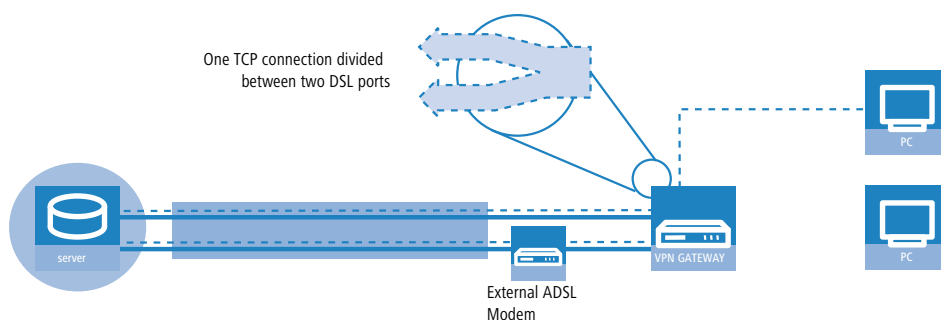 One TCP connection divided
between two DSL ports
PC
server
VPN GATEWAY
PC
External ADSL
Modem